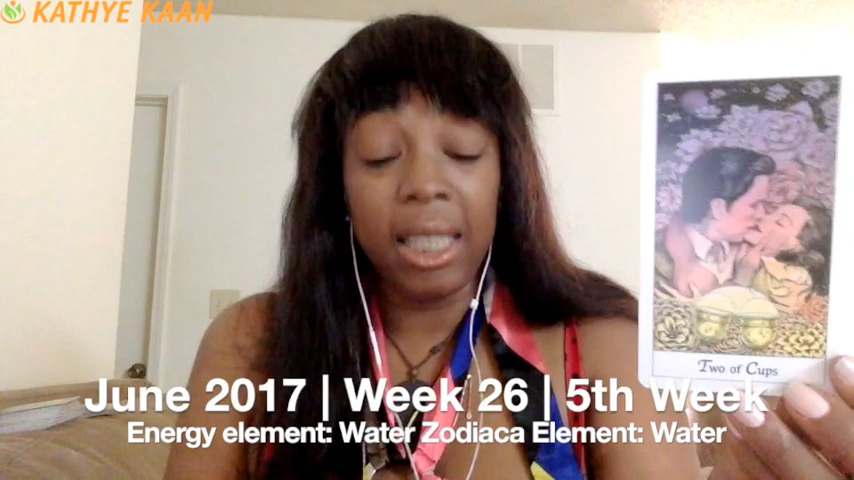 KATHYE KAAN
Two of Cups
June 2017 | Week 26 | 5th Week
Energy element: Water Zodiaca Element: Water